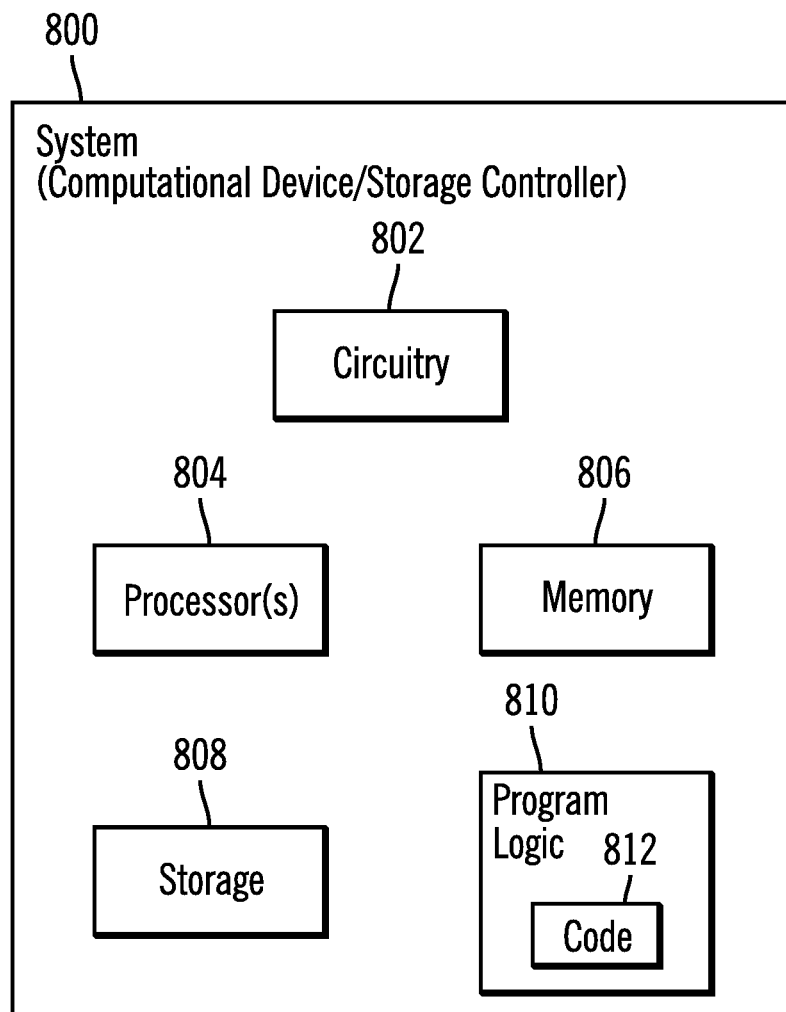 800
System
(Computational Device/Storage Controller)
802
Circuitry
804
806
Processor(s)
Memory
808
Storage
810
Program
Logic
812
Code